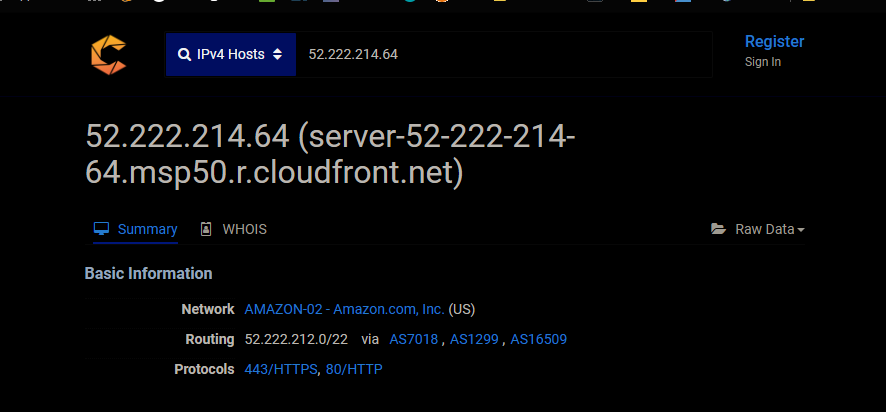 IPv4 Hosts 52.222.214.64 Register
Sign In
52.222.214.64 (server-52-222-214-
64.msp50.r.cloudfront.net)
Summary WHOIS Raw Data
Basic Information
Network AMAZON-02 - Amazon.com, Inc. (US)
Routing 52.222.212.0/22 via AS7018 , AS1299 , AS16509
Protocols 443/HTTPS, 80/HTTP